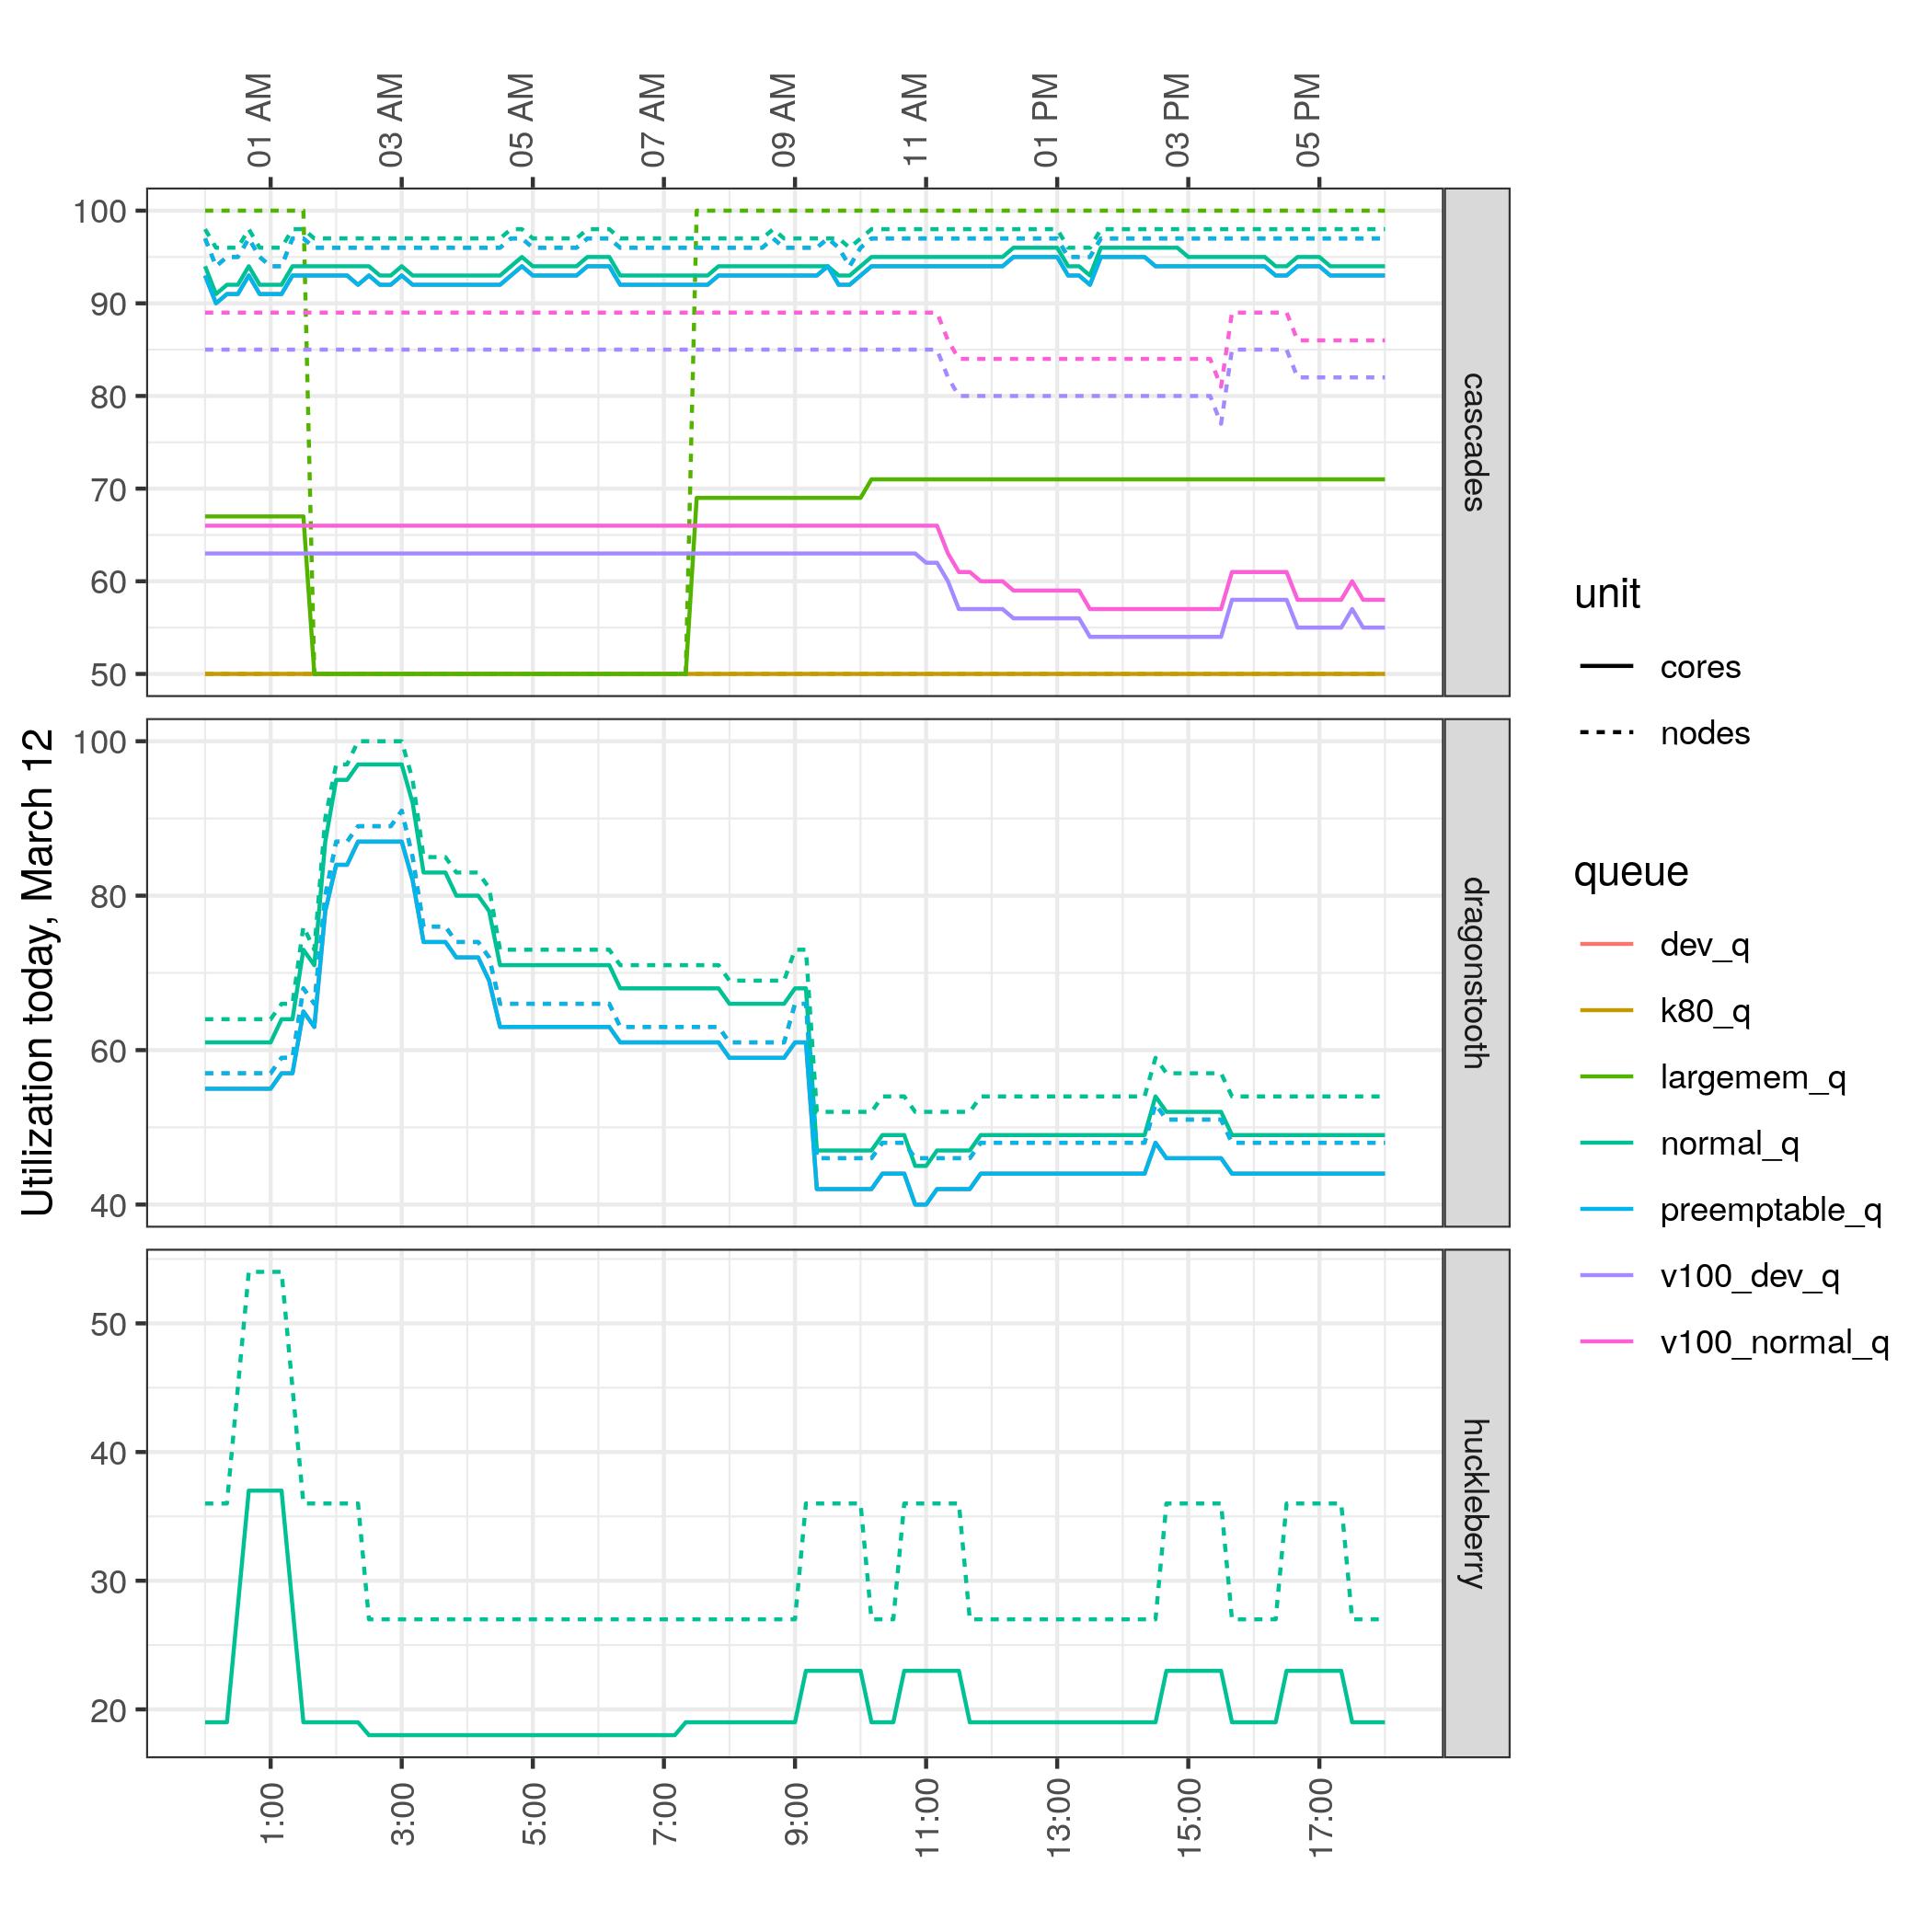 01 AM
03 AM
05 AM
07 AM
09 AM
11 AM
01 PM
03 PM
05 PM
Utilization today, March 12
100
90
80
70
60
50
cascades
100
80
60
40
dragonstooth
50
40
30
20
huckleberry
1:00
3:00
5:00
7:00
9:00
11:00
13:00
15:00
17:00
unit
cores
nodes
queue
dev_q
k80_q
largemem_q
normal_q
preemptable_q
v100_dev_q
v100_normal_q